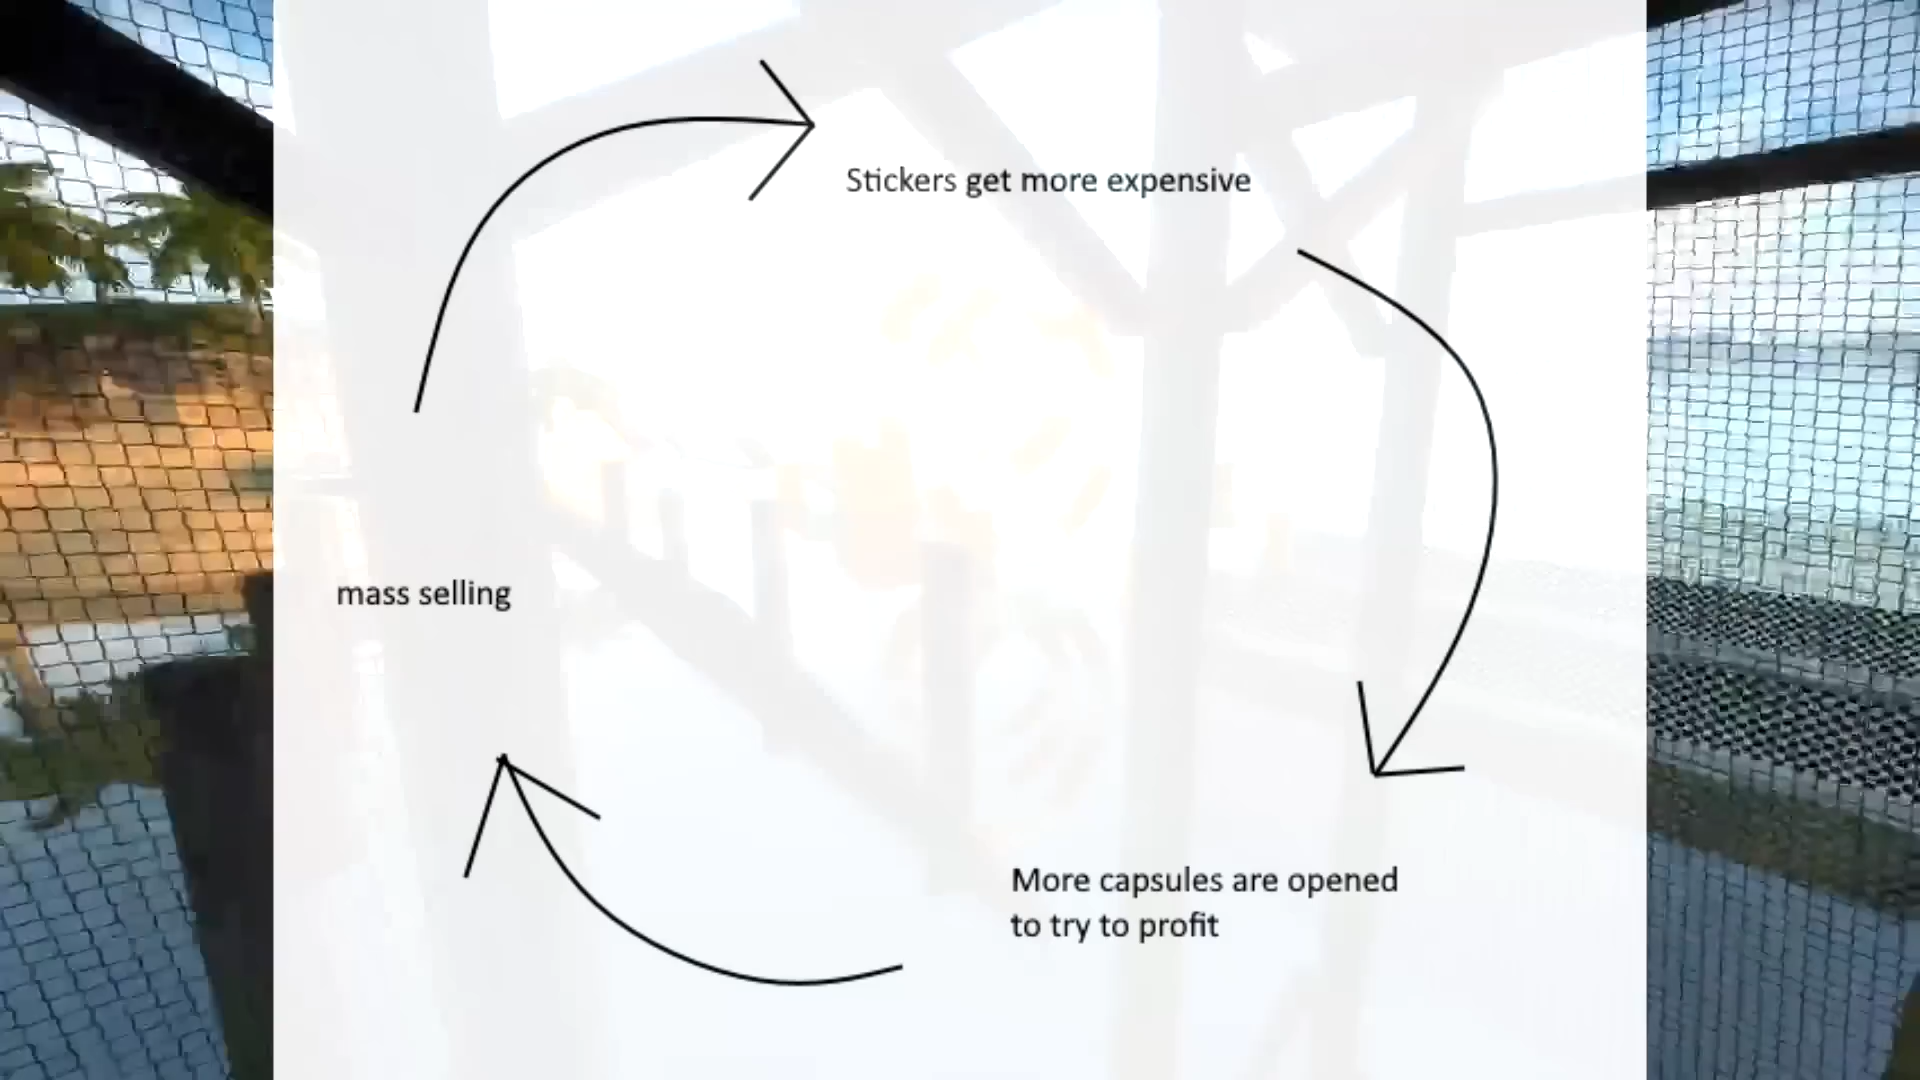 Stickers get more expensive
mass selling
More capsules are opened
to try to profit